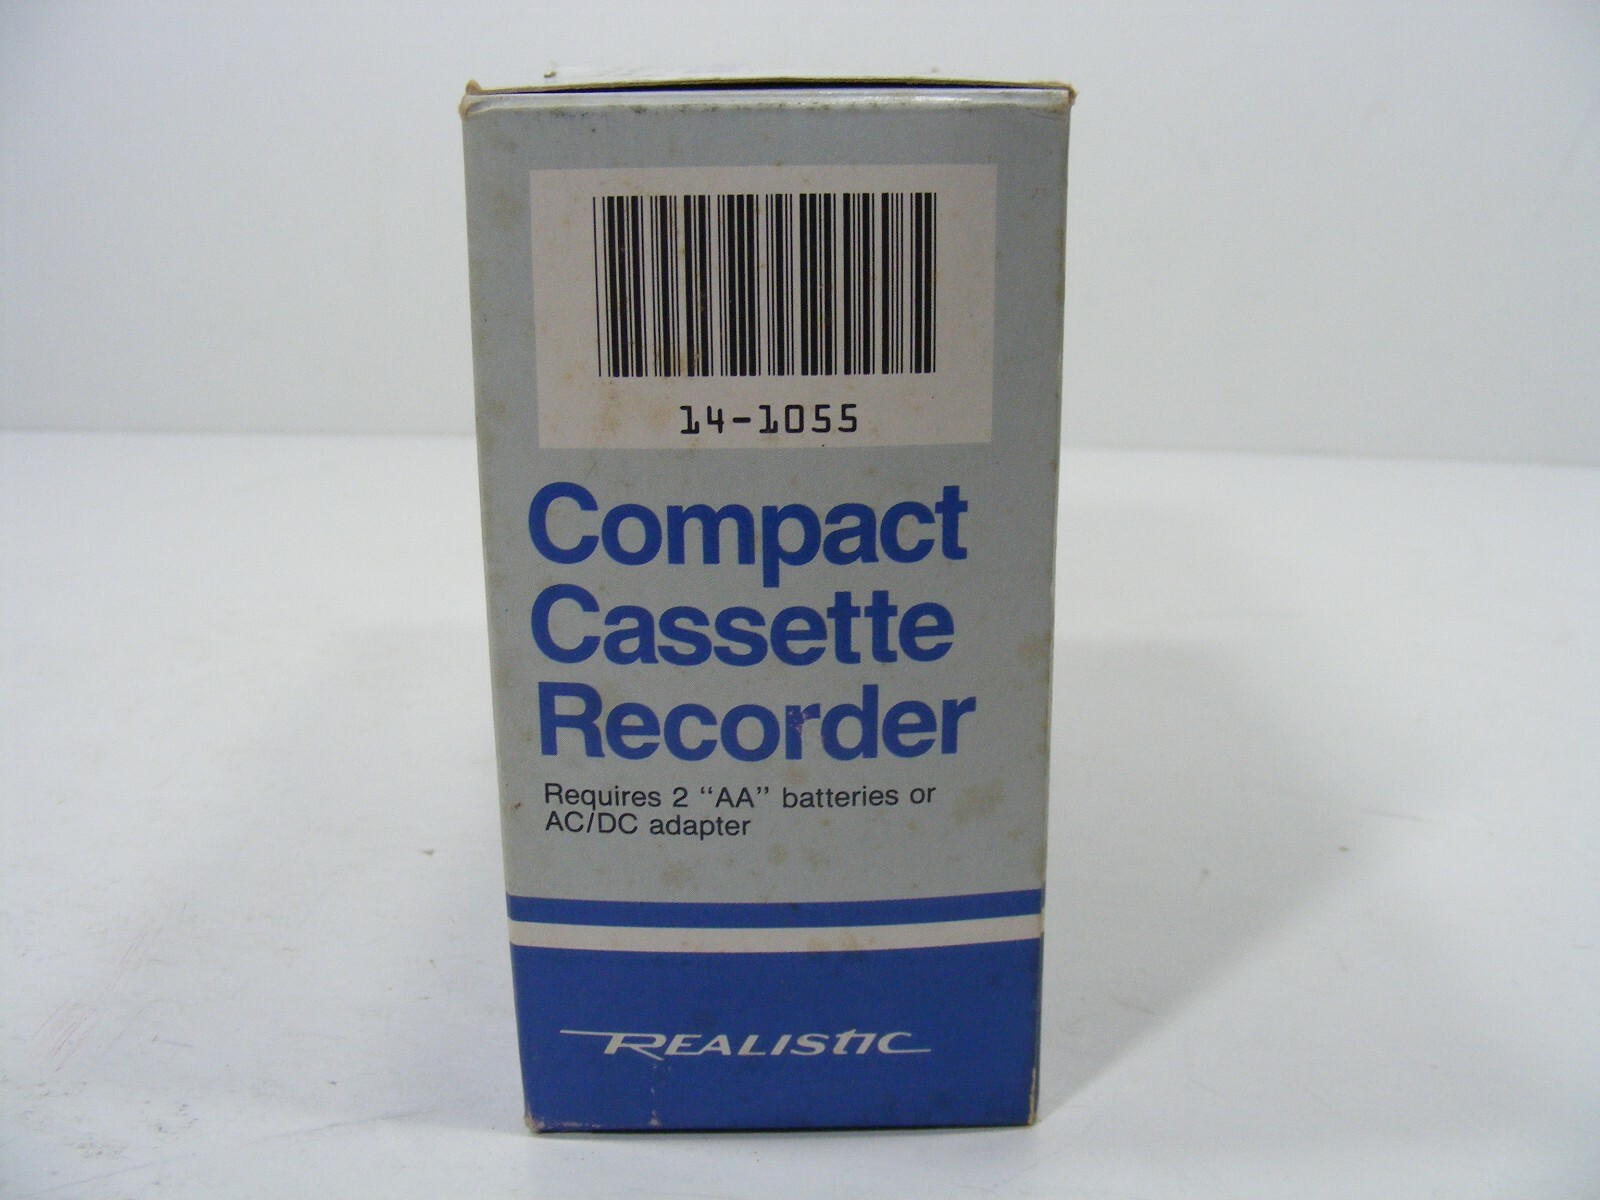 14-1055
Compact
Cassette
Recorder
Requires 2 “AA” batteries or
AC/DC adapter
REALISTIC